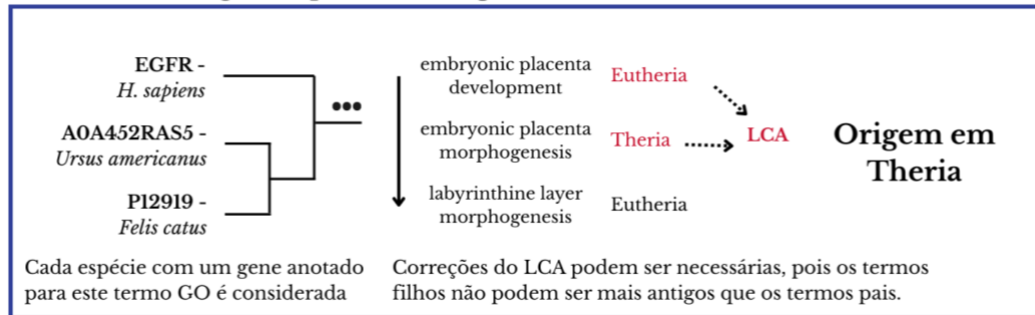 EGFR -
H. sapiens
A0A452RAS5 -
Ursus americanus
P12919 -
Felis catus
embryonic placenta
development
Eutheria
embryonic placenta
morphogenesis
Theria
labyrinthine layer
morphogenesis
Eutheria
LCA
Origem em
Theria
Cada espécie com um gene anotado
para este termo GO é considerada
Correções do LCA podem ser necessárias, pois os termos
filhos não podem ser mais antigos que os termos pais.